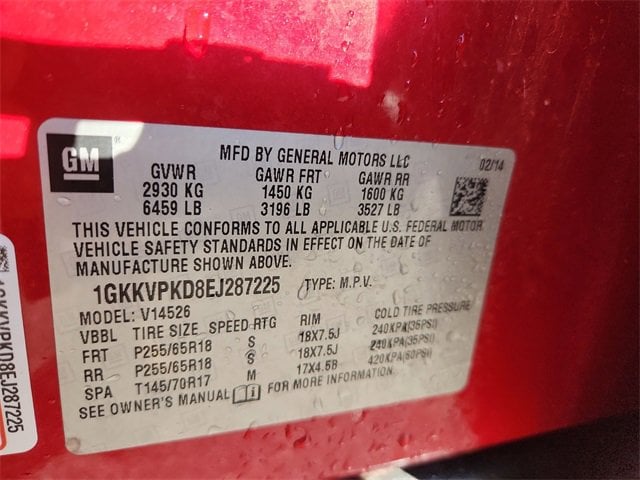 GM ®
MFD BY GENERAL MOTORS LLC 02/14
GVWR GAWR FRT GAWR RR
2930 KG 1450 KG 1600 KG
6459 LB 3196 LB 3527 LB
THIS VEHICLE CONFORMS TO ALL APPLICABLE U.S. FEDERAL MOTOR
VEHICLE SAFETY STANDARDS IN EFFECT ON THE DATE OF
MANUFACTURE SHOWN ABOVE.
1GKKVPKD8EJ287225 TYPE: M.P.V.
MODEL: V14526
VBBL TIRE SIZE SPEED RTG RIM COLD TIRE PRESSURE
FRT P255/65R18 S 18X7.5J 240KPA(35PSI)
RR P255/65R18 S 18X7.5J 240KPA(35PSI)
SPA T145/70R17 M 17X4.5B 420KPA(60PSI)
SEE OWNER'S MANUAL FOR MORE INFORMATION.
1GKKVPKD8EJ287225